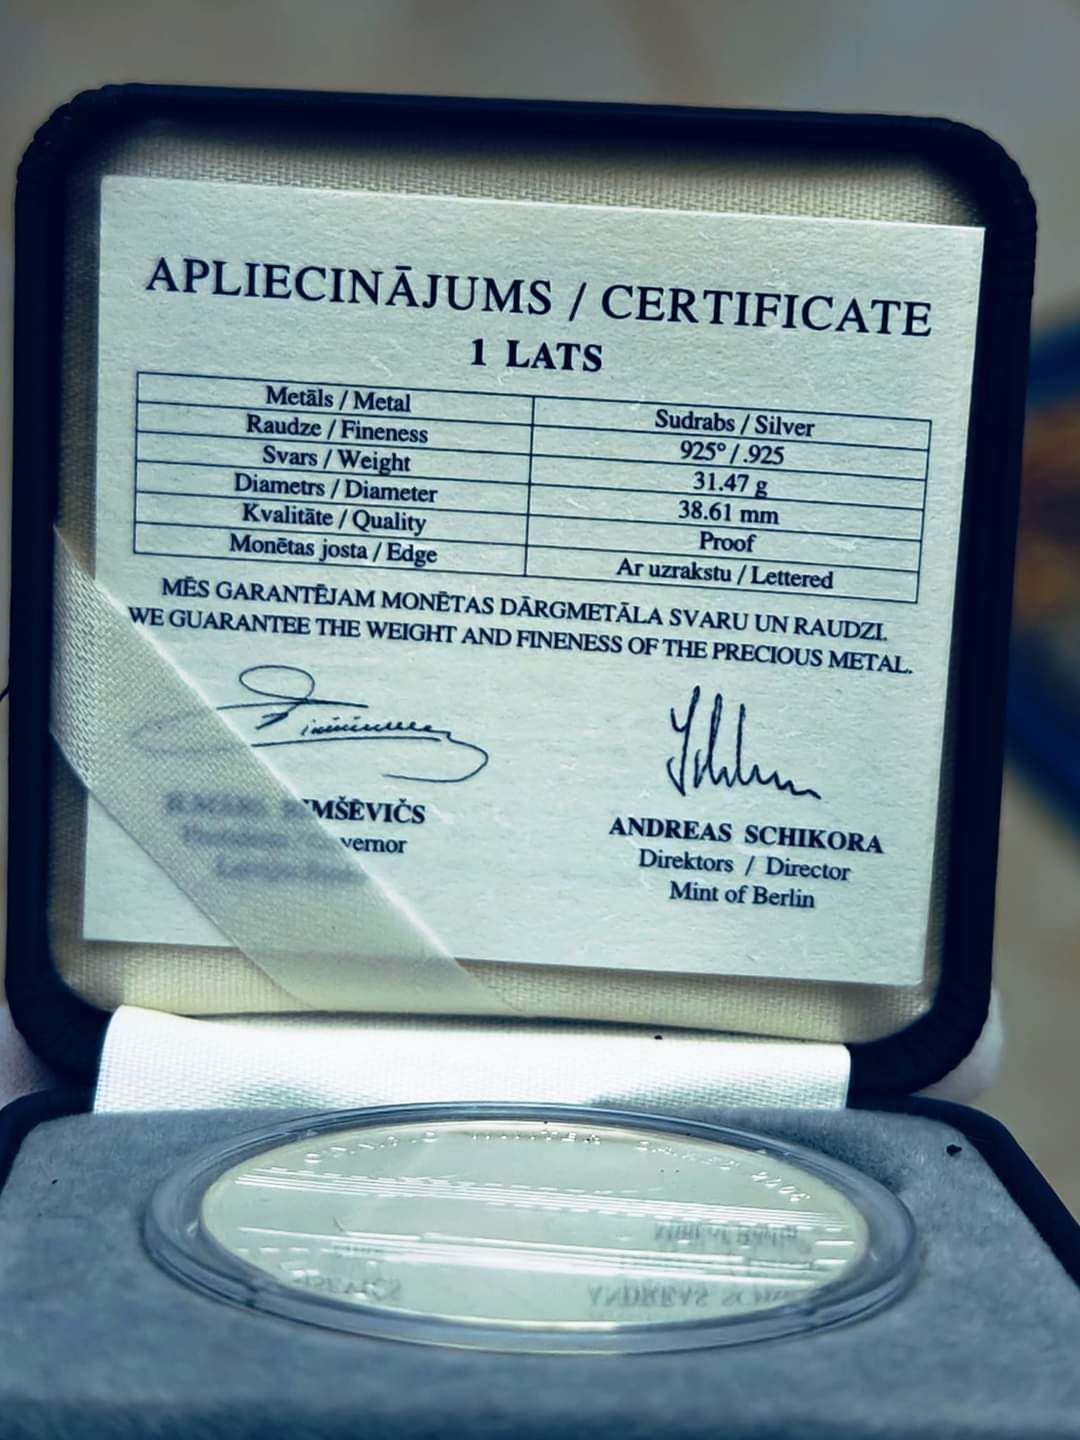 APLIECINĀJUMS / CERTIFICATE
1 LATS
Metāls / Metal Sudrabs / Silver
Raudze / Fineness 925° / .925
Svars / Weight 31.47 g
Diametrs / Diameter 38.61 mm
Kvalitāte / Quality Proof
Monētas josta / Edge Ar uzrakstu / Lettered
MĒS GARANTĒJAM MONĒTAS DĀRGMETĀLA SVARU UN RAUDZI.
WE GUARANTEE THE WEIGHT AND FINENESS OF THE PRECIOUS METAL.
ANDREAS SCHIKORA
Direktors / Director
Mint of Berlin